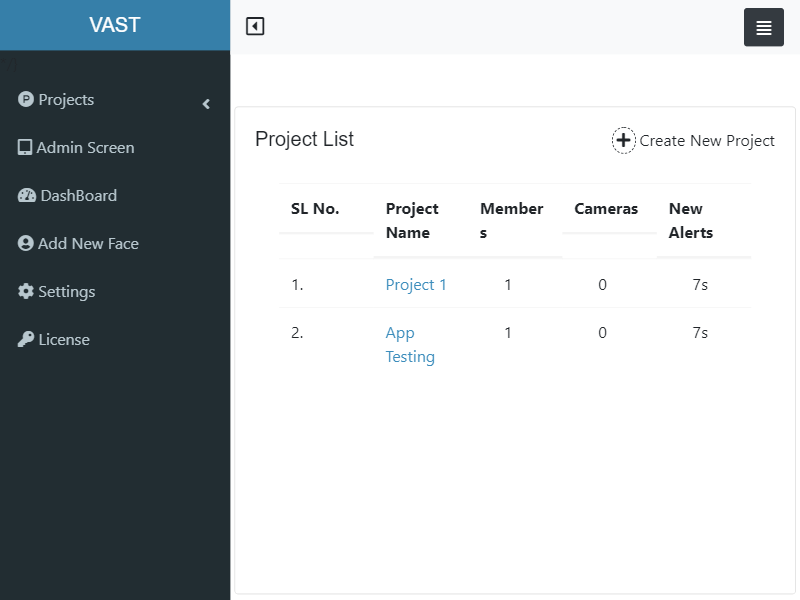 VAST
Projects
Admin Screen
DashBoard
Add New Face
Settings
License
Project List
Create New Project
SL No. Project Name Members Cameras New Alerts
1. Project 1 1 0 7s
2. App Testing 1 0 7s